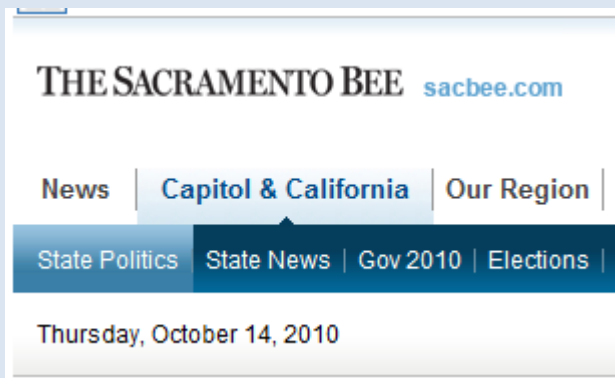 THE SACRAMENTO BEE sacbee.com
News | Capitol & California | Our Region |
State Politics | State News | Gov 2010 | Elections |
Thursday, October 14, 2010